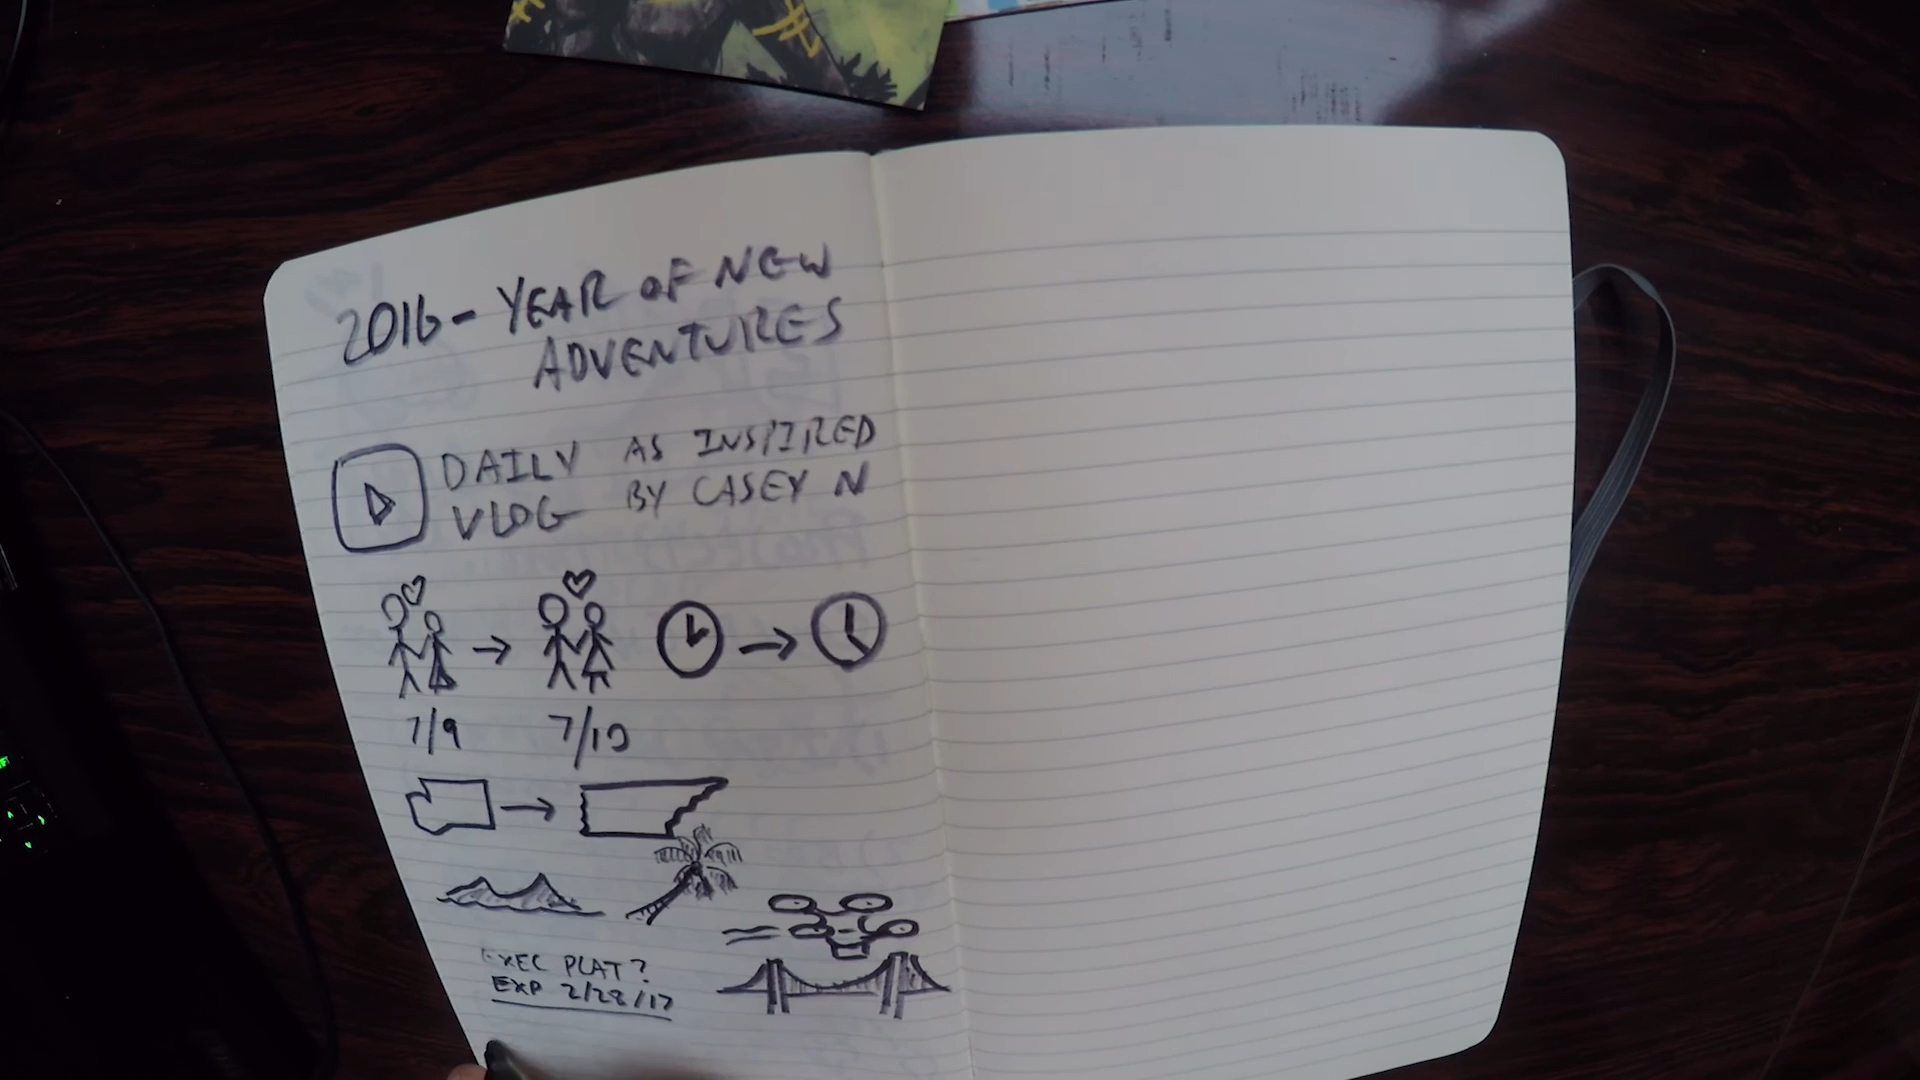 2016 - YEAR OF NEW
ADVENTURES
DAILY AS INSPIRED
VLOG BY CASEY N
7/9 7/10
EXEC PLAT?
EXP 2/28/17